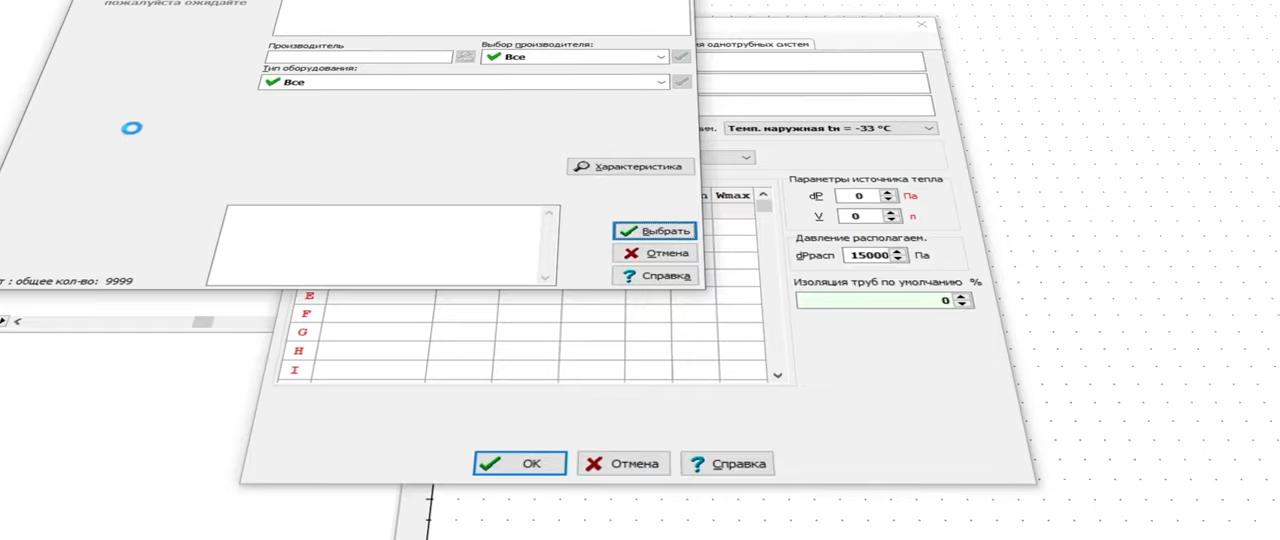 пожалуйста ожидайте
Производитель
Выбор производителя:
Все
Тип оборудования:
Все
Характеристика
Выбрать
Отмена
Справка
общее кол-во: 9999
однотрубных систем
Темп. наружная tн = -33 °C
Wmax
Параметры источника тепла
dP 0 Па
V 0 л
Давление располагаем.
dPрасп 15000 Па
Изоляция труб по умолчанию %
0
E
F
G
H
I
OK
Отмена
Справка